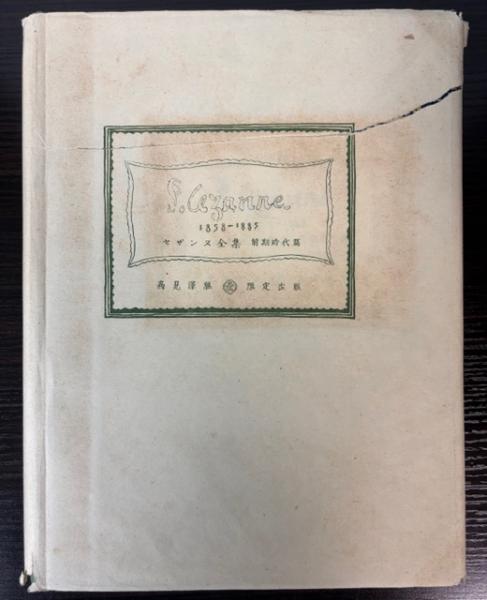 P. Cezanne
1858-1885
セザンヌ全集 前期時代篇
高見澤版 限定出版